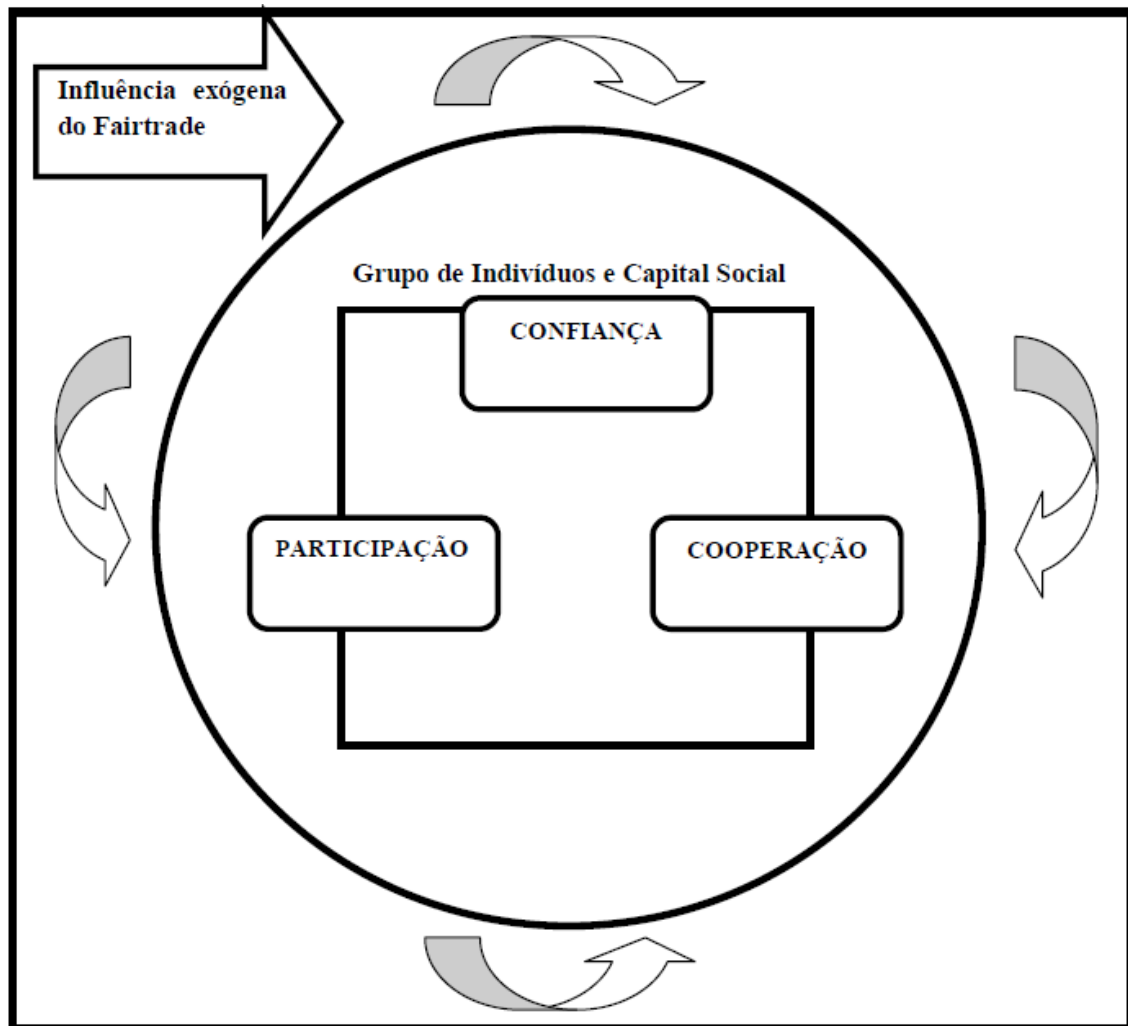 Influência exógena
do Fairtrade
Grupo de Indivíduos e Capital Social
CONFIANÇA
PARTICIPAÇÃO
COOPERAÇÃO